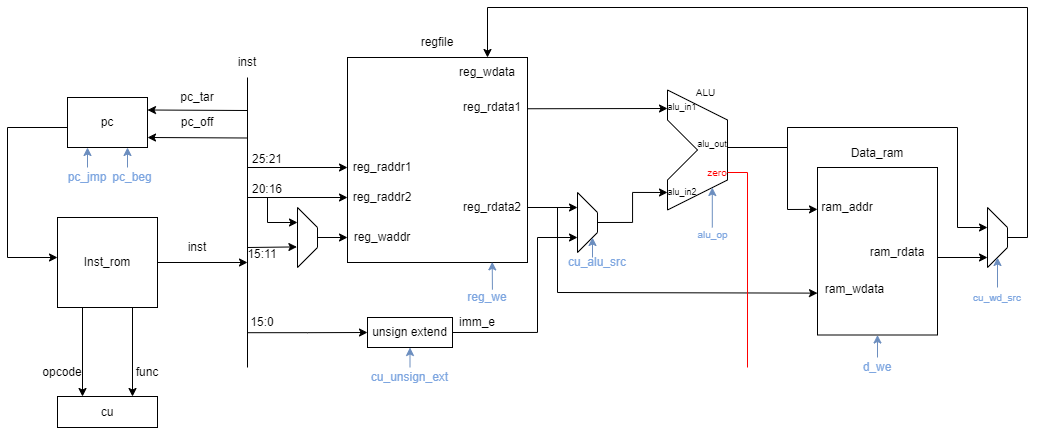 regfile
inst
reg_wdata
pc_tar
ALU
pc
reg_rdata1
alu_in1
pc_off
alu_out
Data_ram
25:21
reg_raddr1
pc_jmp
pc_beg
zero
20:16
reg_raddr2
alu_in2
reg_rdata2
ram_addr
reg_waddr
alu_op
inst
15:11
ram_rdata
Inst_rom
cu_alu_src
ram_wdata
reg_we
cu_wd_src
15:0
unsign extend
imm_e
opcode
func
cu_unsign_ext
d_we
cu